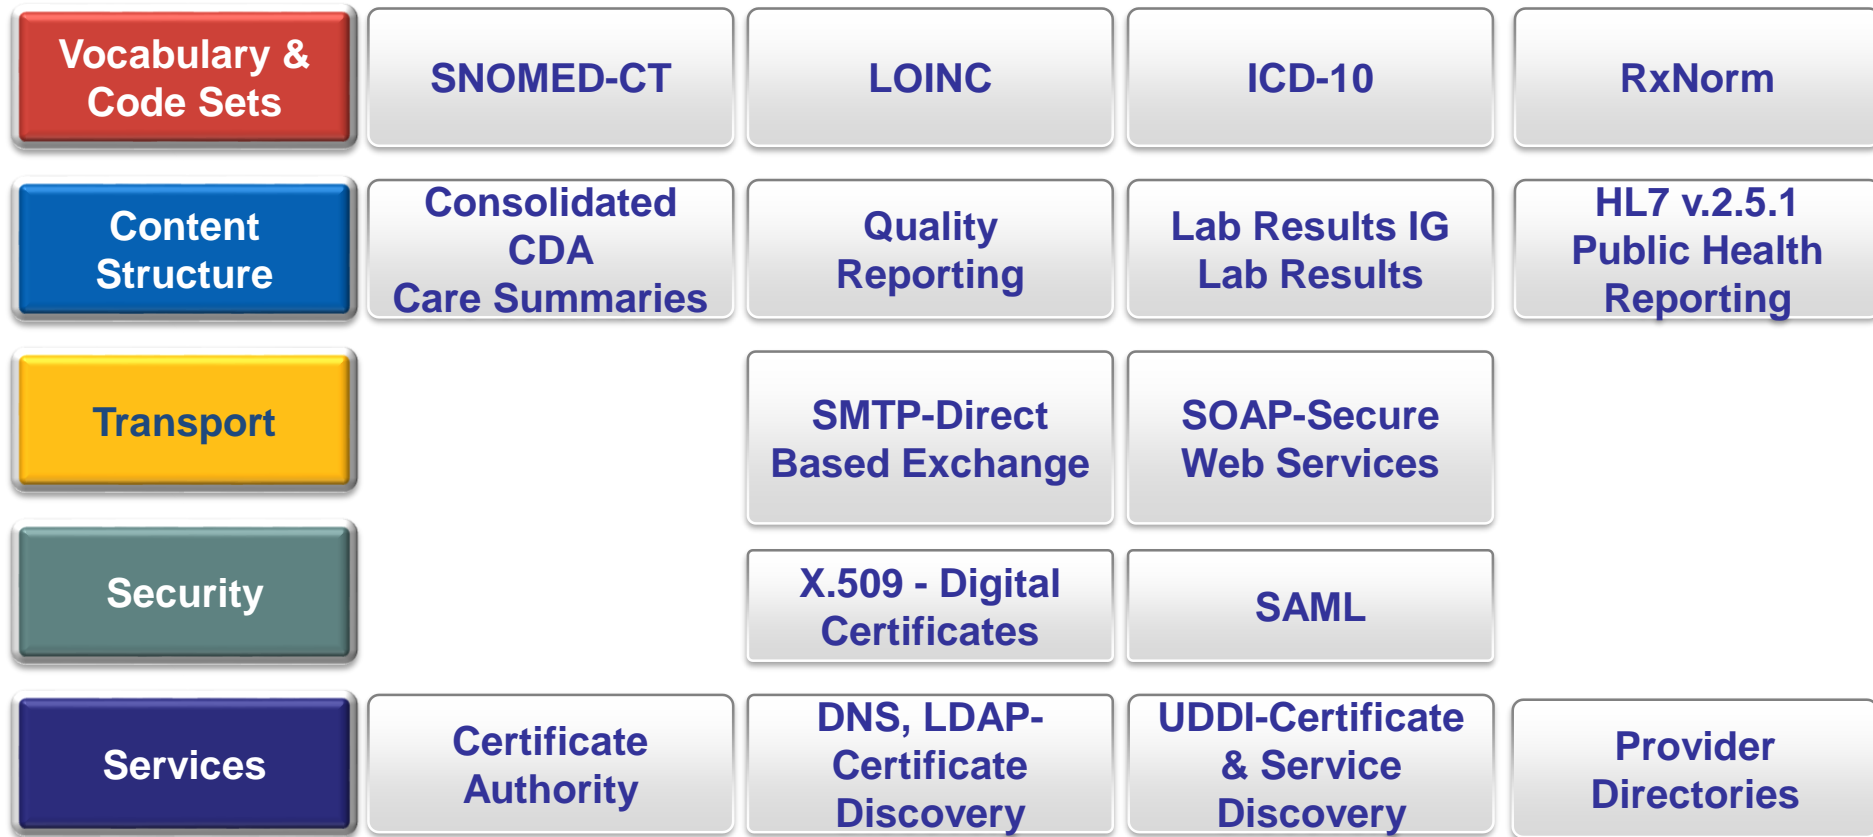 Vocabulary &
Code Sets
SNOMED-CT
LOINC
ICD-10
RxNorm
Content
Structure
Consolidated
CDA
Care Summaries
Quality
Reporting
Lab Results IG
Lab Results
HL7 v.2.5.1
Public Health
Reporting
Transport
SMTP-Direct
Based Exchange
SOAP-Secure
Web Services
Security
X.509 - Digital
Certificates
SAML
Services
Certificate
Authority
DNS, LDAP-
Certificate
Discovery
UDDI-Certificate
& Service
Discovery
Provider
Directories